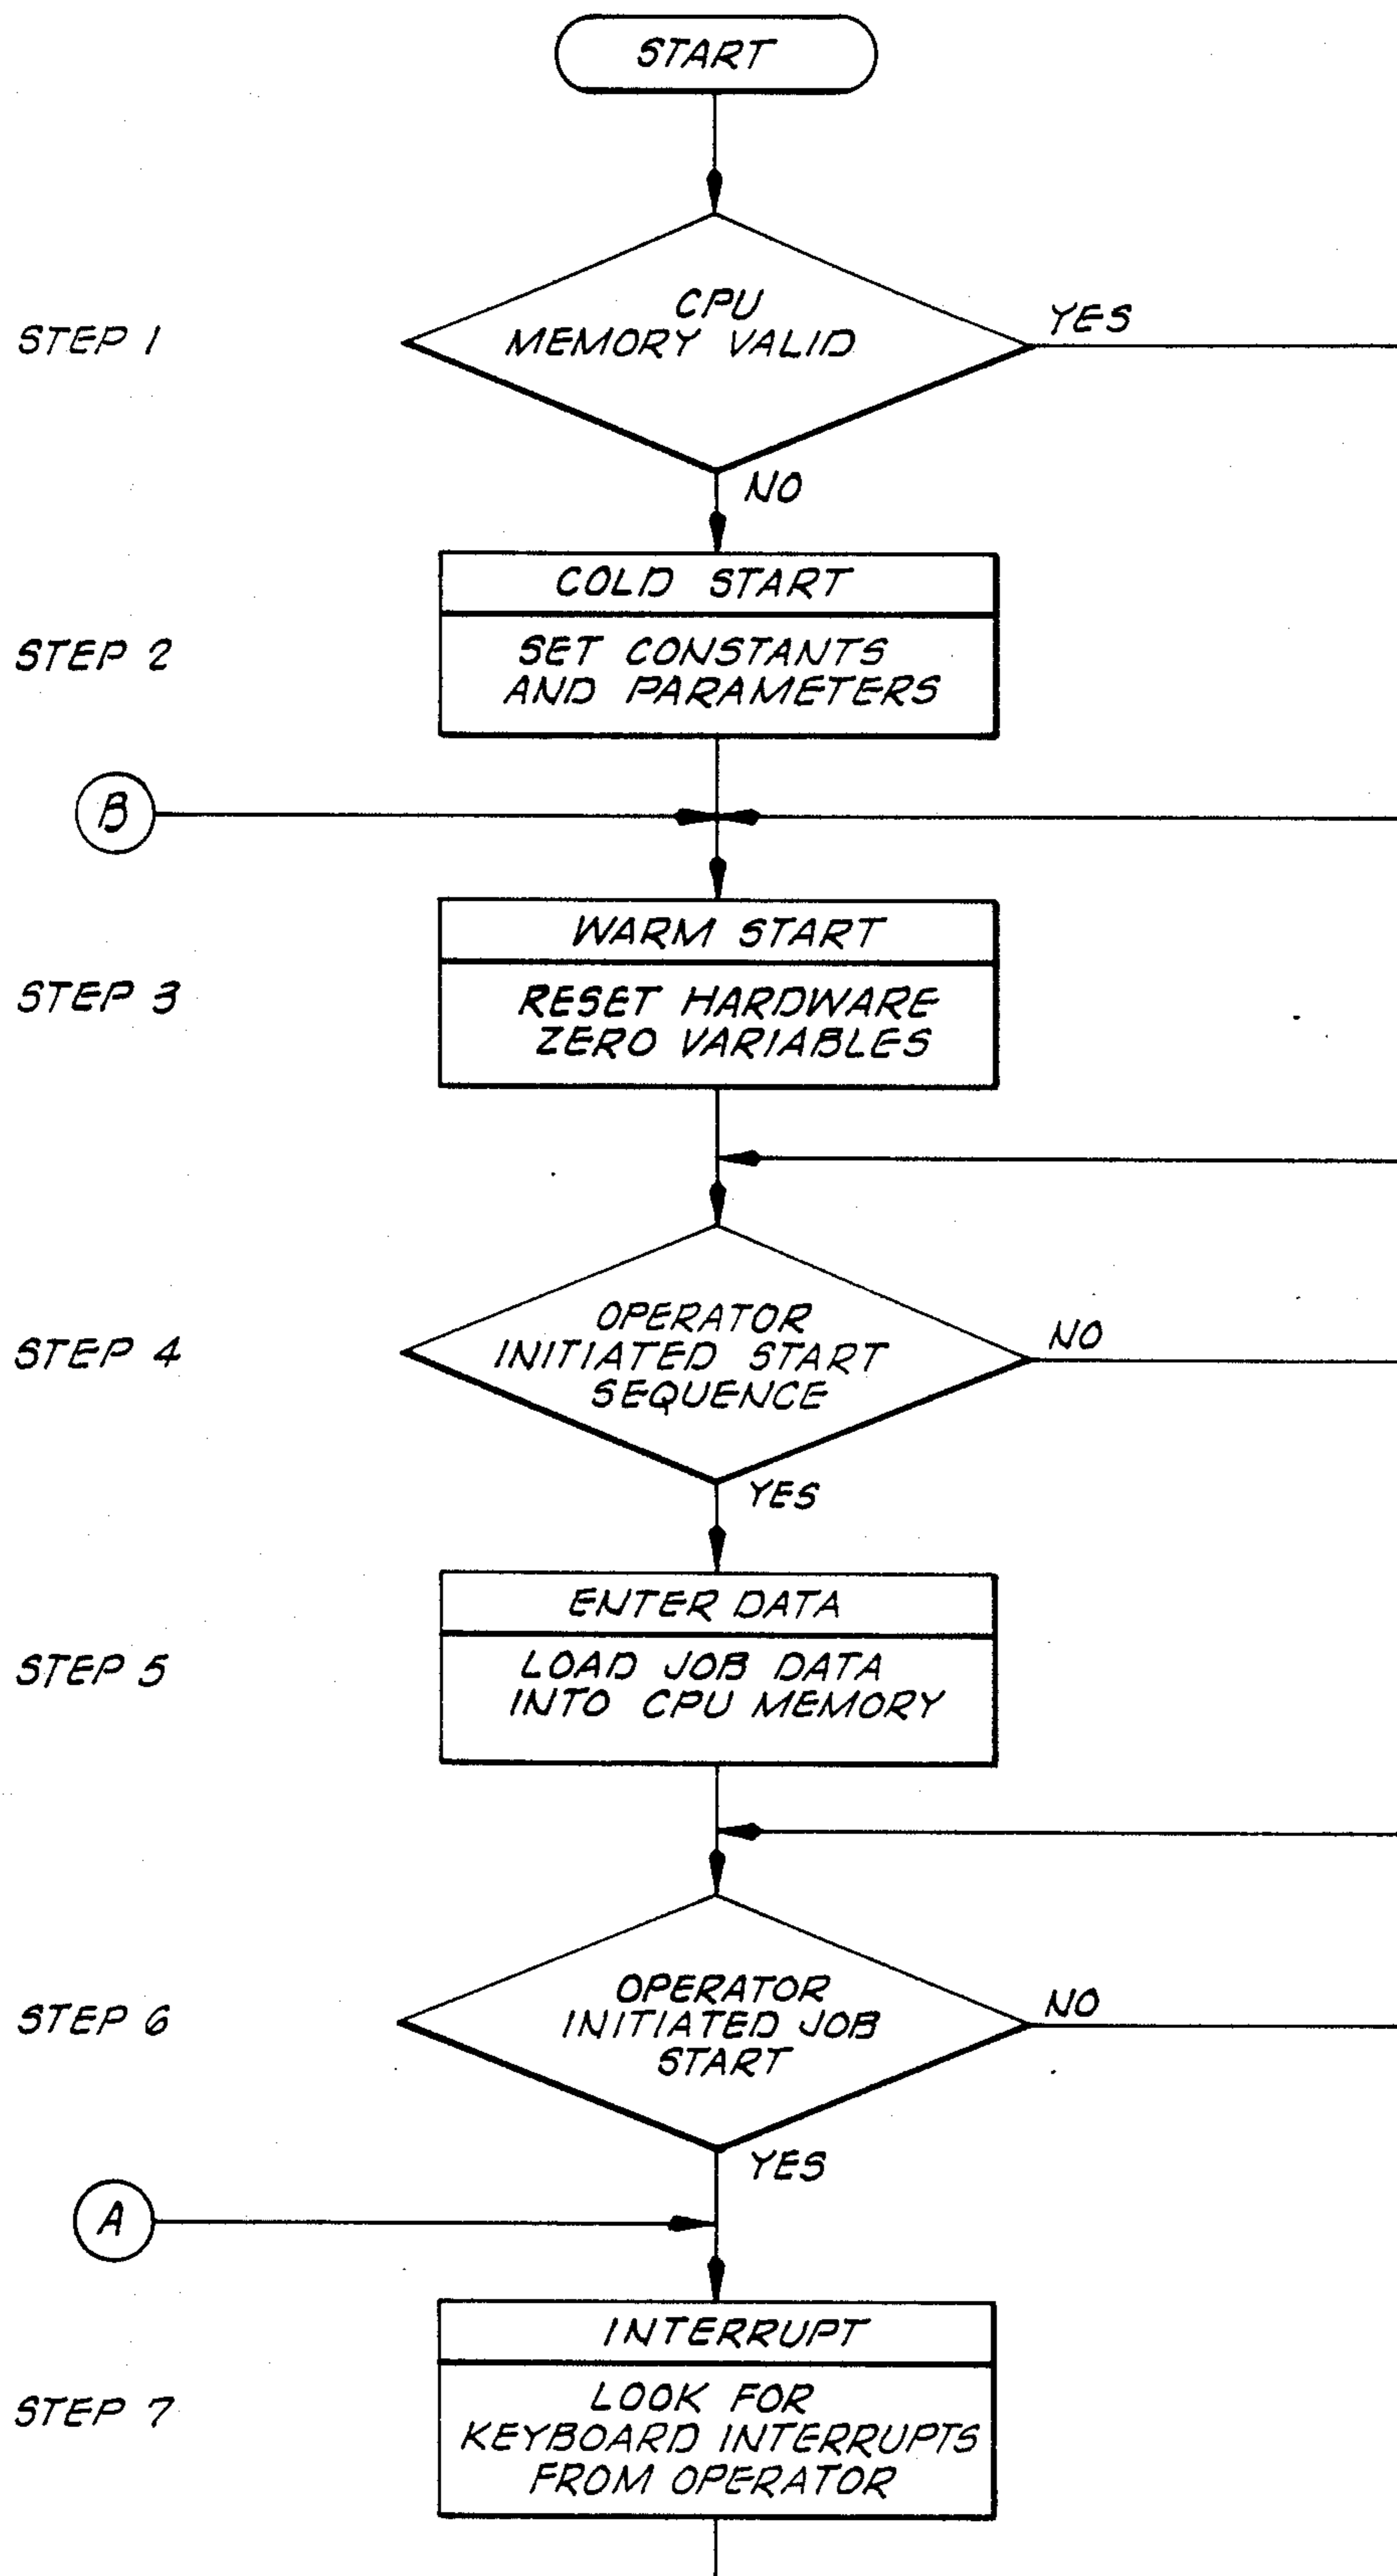 START
STEP 1
CPU
MEMORY VALID
YES
NO
STEP 2
COLD START
SET CONSTANTS
AND PARAMETERS
B
STEP 3
WARM START
RESET HARDWARE
ZERO VARIABLES
STEP 4
OPERATOR
INITIATED START
SEQUENCE
NO
YES
STEP 5
ENTER DATA
LOAD JOB DATA
INTO CPU MEMORY
STEP 6
OPERATOR
INITIATED JOB
START
NO
YES
A
STEP 7
INTERRUPT
LOOK FOR
KEYBOARD INTERRUPTS
FROM OPERATOR